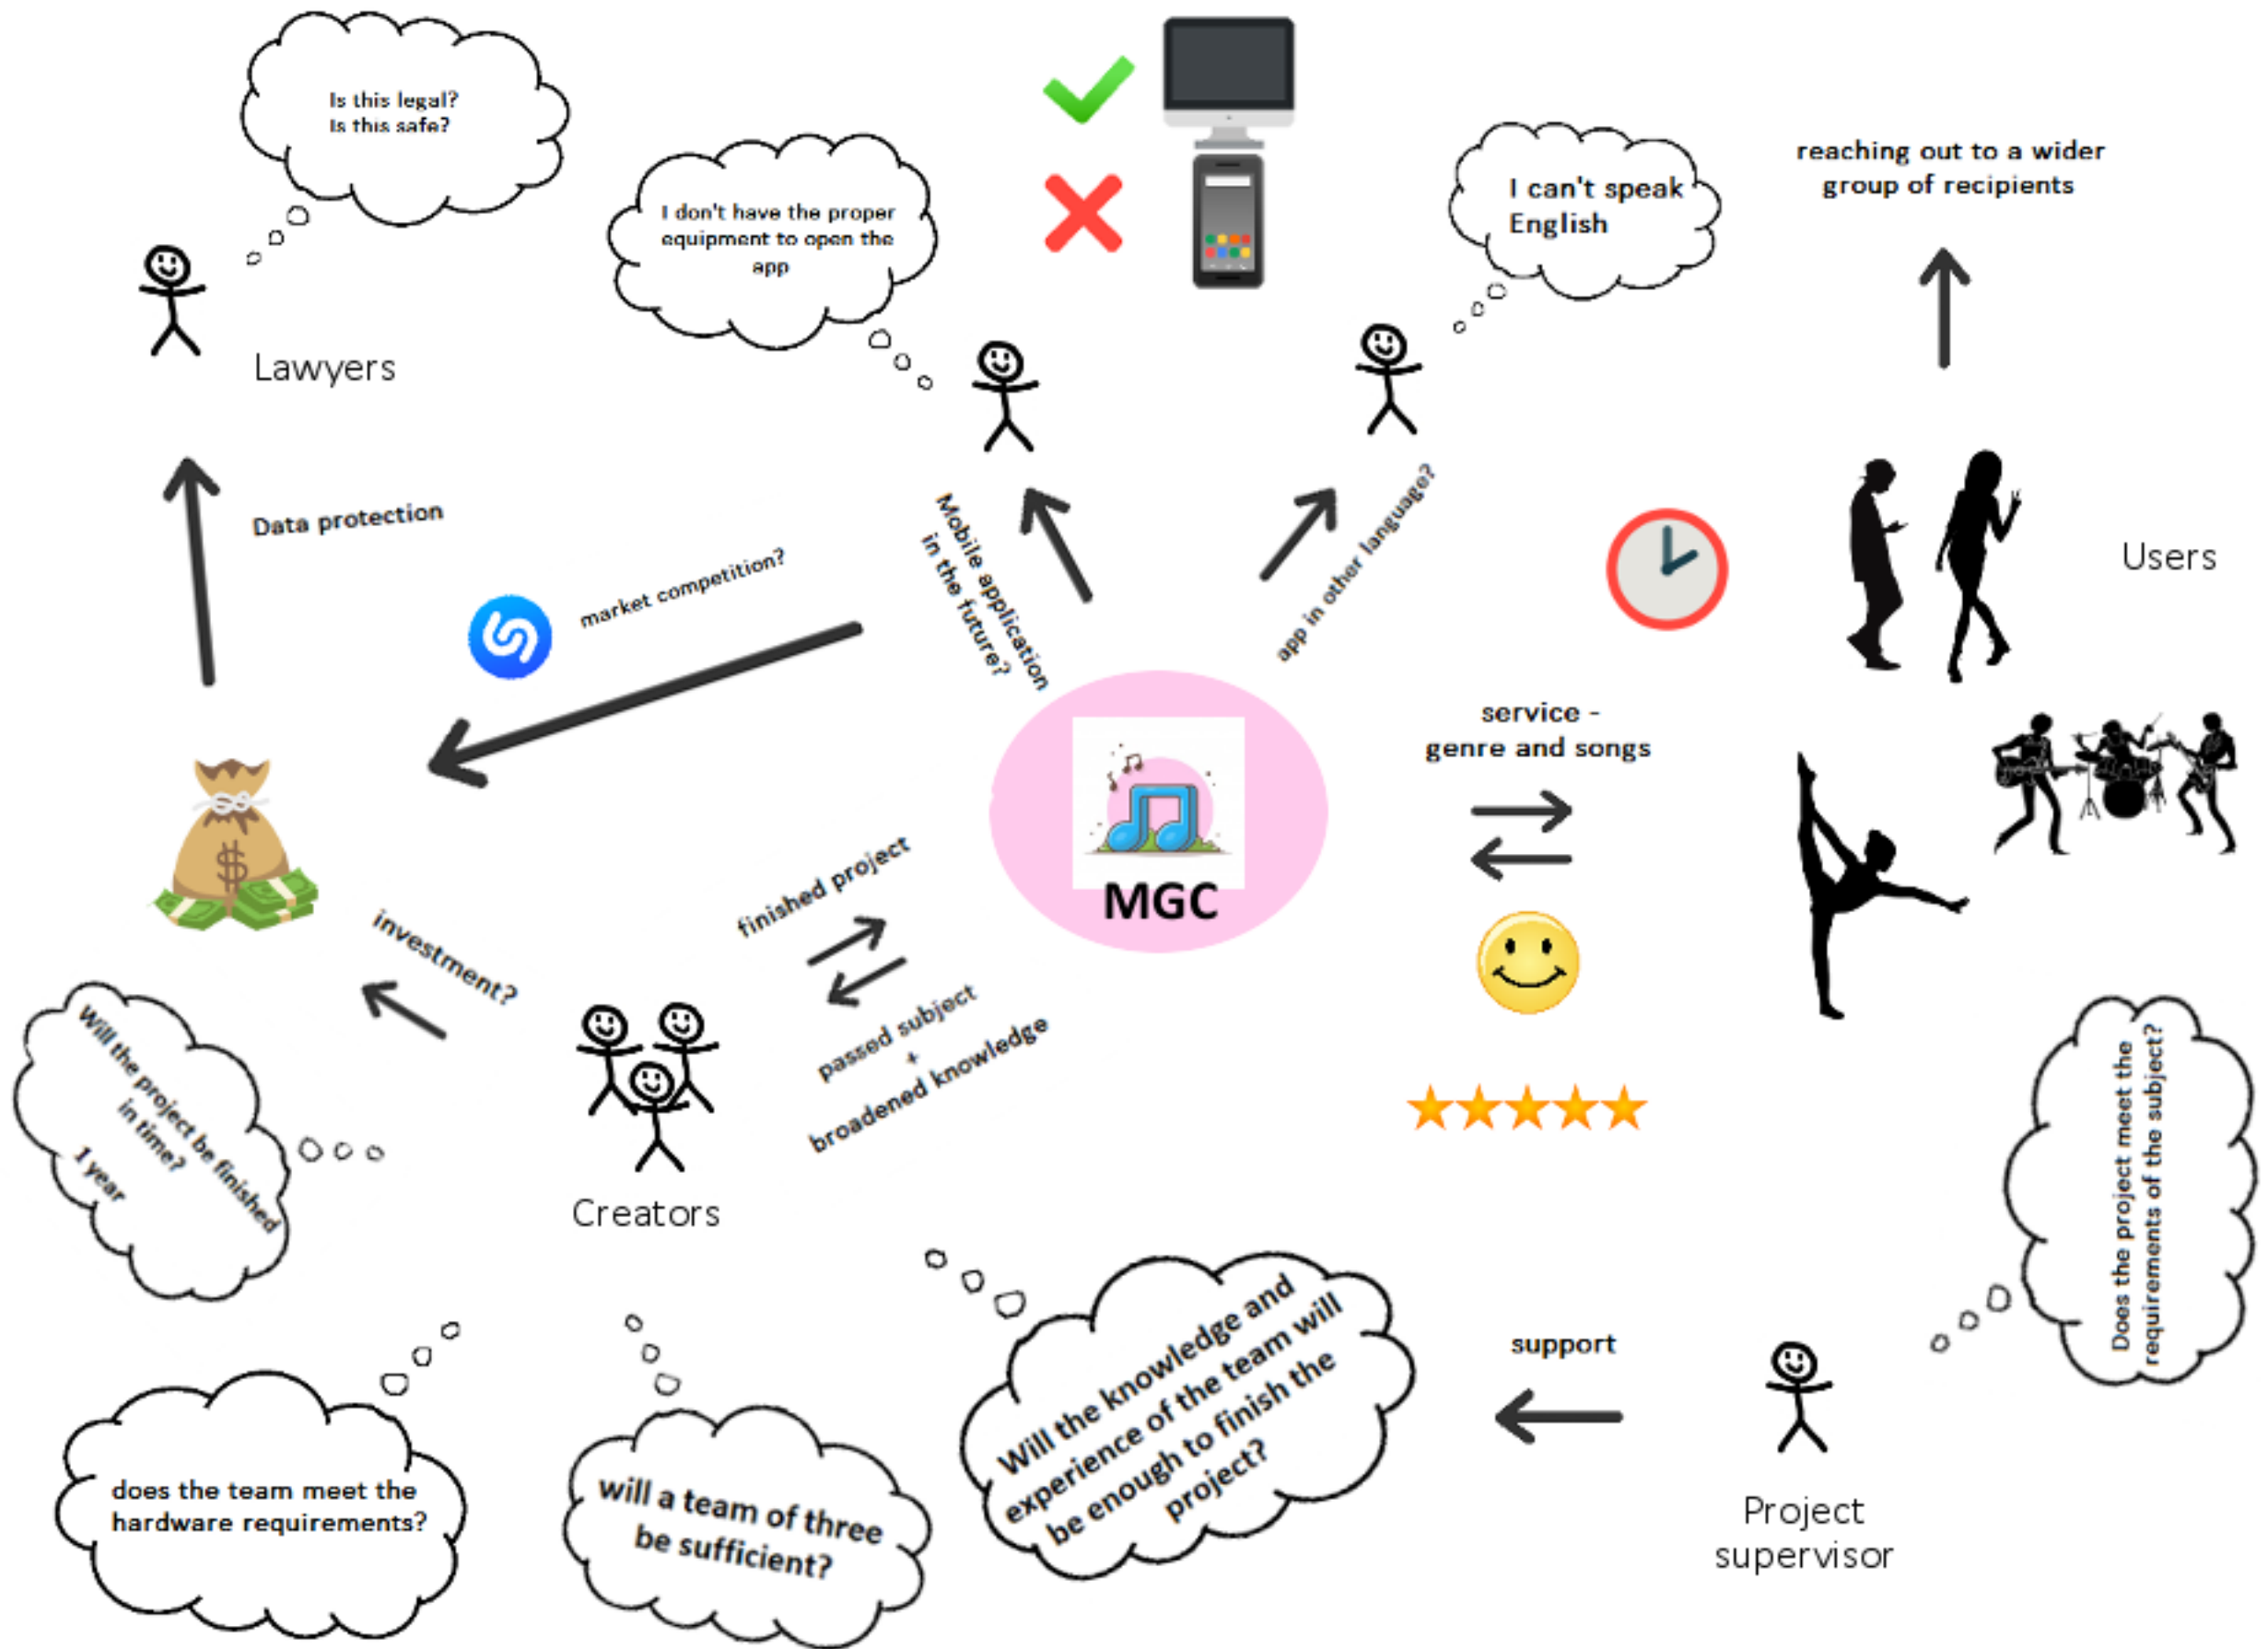 Is this legal?
Is this safe?
I don't have the proper
equipment to open the
app
I can't speak
English
reaching out to a wider
group of recipients
Lawyers
Data protection
market competition?
Mobile application
in the future?
app in other language?
Users
service -
genre and songs
MGC
$
investment?
finished project
passed subject
+
broadened knowledge
Will the project be finished
in time?
1 year
Creators
does the team meet the
hardware requirements?
will a team of three
be sufficient?
Will the knowledge and
experience of the team will
be enough to finish the
project?
support
Project
supervisor
Does the project meet the
requirements of the subject?